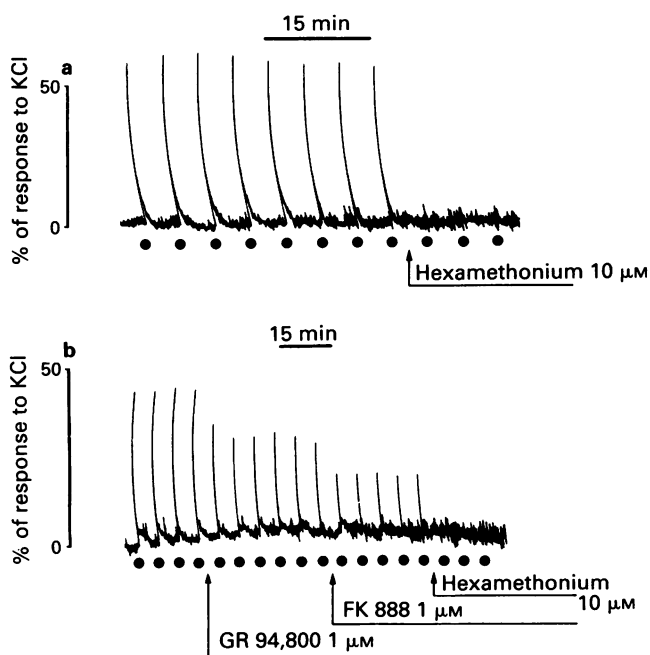 15 min
a
50
% of response to KCl
0
Hexamethonium 10 μM
15 min
b
50
% of response to KCl
0
Hexamethonium
10 μM
FK 888 1 μM
GR 94,800 1 μM